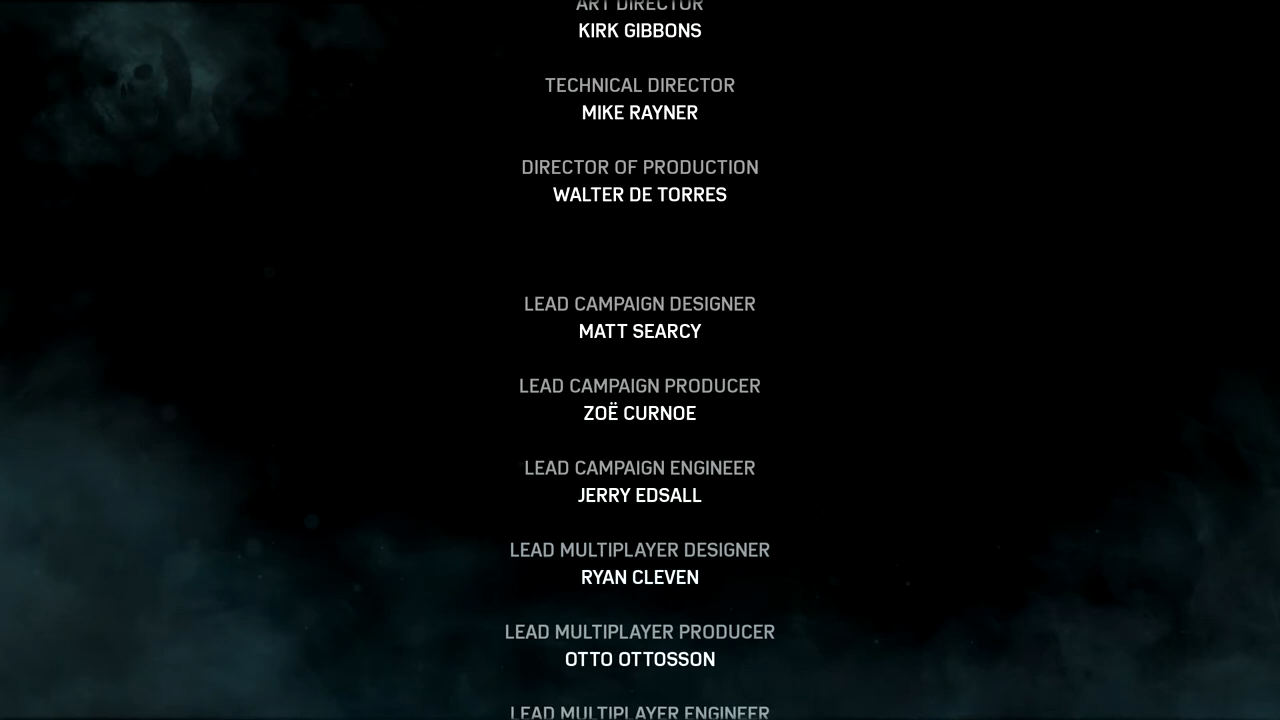 ART DIRECTOR
KIRK GIBBONS
TECHNICAL DIRECTOR
MIKE RAYNER
DIRECTOR OF PRODUCTION
WALTER DE TORRES
LEAD CAMPAIGN DESIGNER
MATT SEARCY
LEAD CAMPAIGN PRODUCER
ZOË CURNOE
LEAD CAMPAIGN ENGINEER
JERRY EDSALL
LEAD MULTIPLAYER DESIGNER
RYAN CLEVEN
LEAD MULTIPLAYER PRODUCER
OTTO OTTOSSON
LEAD MULTIPLAYER ENGINEER